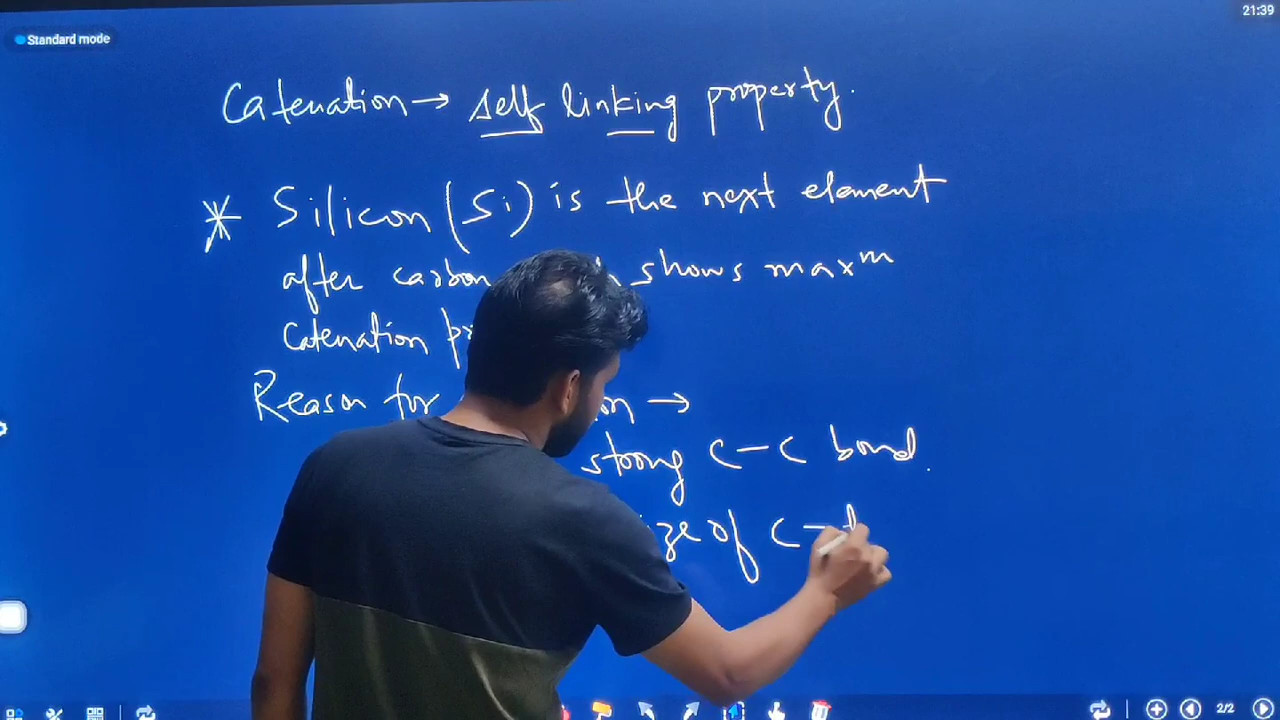 21:39
Standard mode
Catenation → self linking property.
* Silicon (Si) is the next element
after carbon shows maxm
Catenation
Reason for →
strong C-C bond.
of C-
2/2